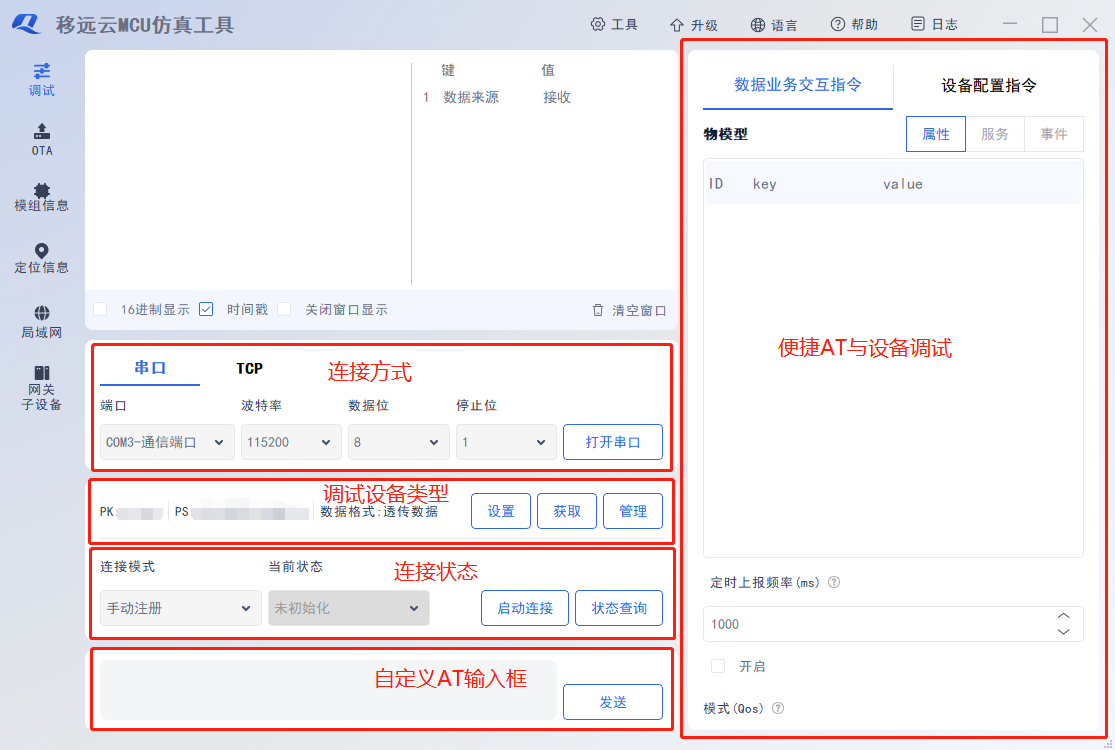 移远云MCU仿真工具
工具 升级 语言 帮助 日志
调试
OTA
模组信息
定位信息
局域网
网关
子设备
键 值
1 数据来源 接收
16进制显示 时间戳 关闭窗口显示 清空窗口
串口 TCP 连接方式
端口 波特率 数据位 停止位
COM3-通信端口 115200 8 1 打开串口
调试设备类型
PK: PS 数据格式:透传数据 设置 获取 管理
连接模式 当前状态 连接状态
手动注册 未初始化 启动连接 状态查询
自定义AT输入框
发送
数据业务交互指令 设备配置指令
物模型 属性 服务 事件
ID key value
便捷AT与设备调试
定时上报频率(ms) ?
1000
开启
模式(Qos) ?